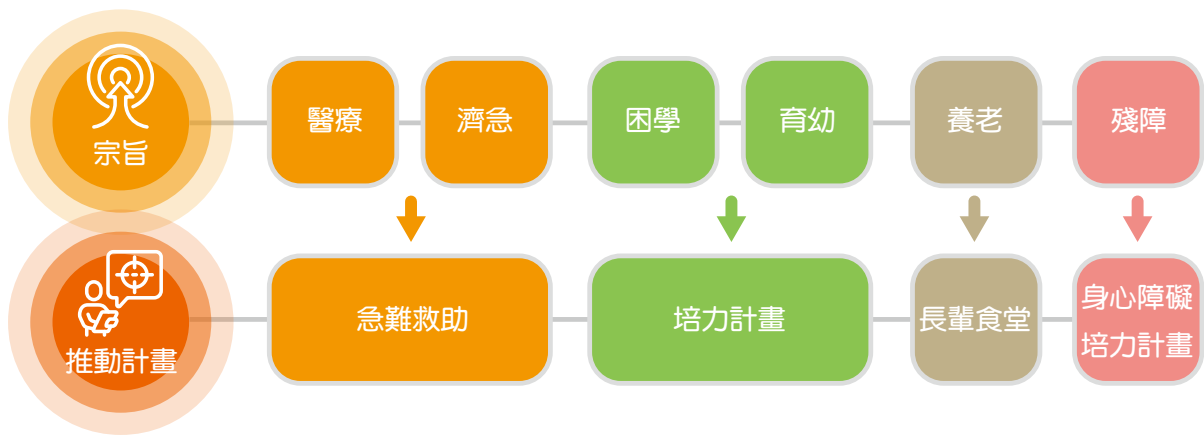 宗旨
醫療
濟急
困學
育幼
養老
殘障
推動計畫
急難救助
培力計畫
長輩食堂
身心障礙
培力計畫